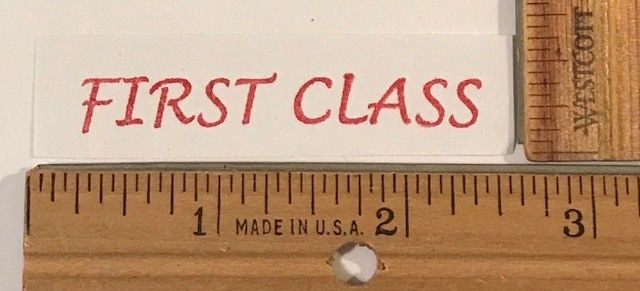 FIRST CLASS
WESTCOTT
1 MADE IN U.S.A. 2 3